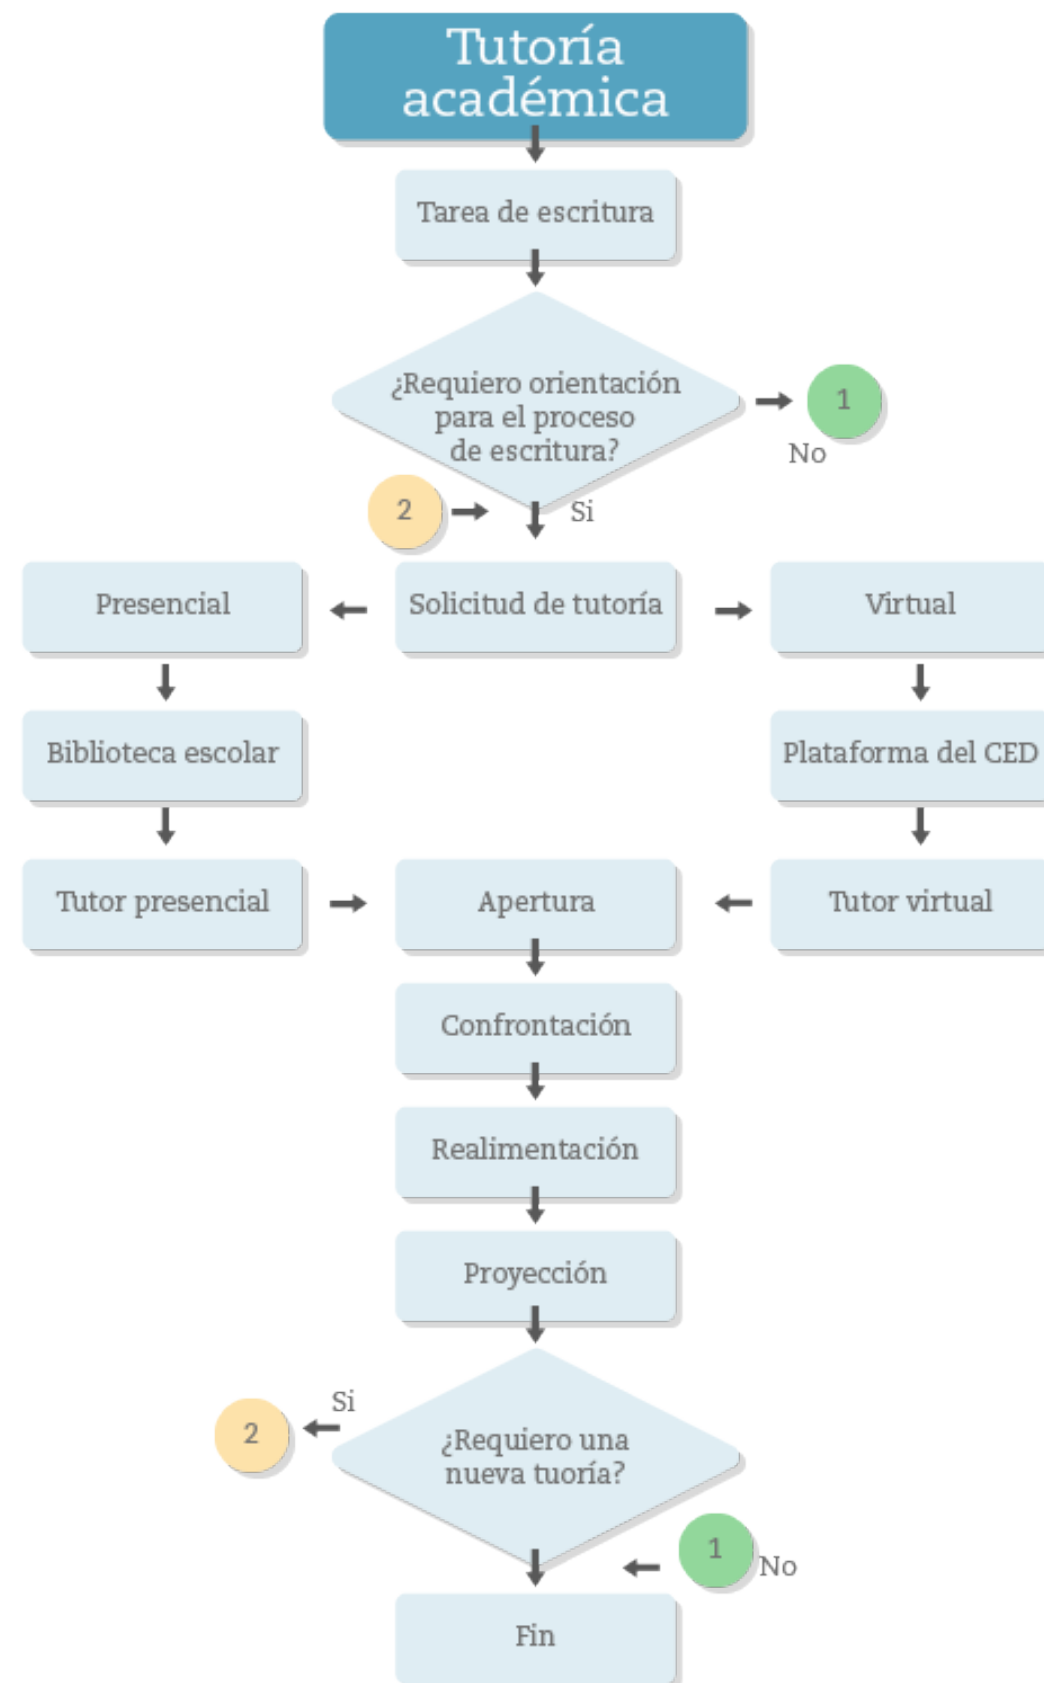 Tutoría
académica
Tarea de escritura
¿Requiero orientación
para el proceso
de escritura?
1
No
2
Si
Presencial
Solicitud de tutoría
Virtual
Biblioteca escolar
Plataforma del CED
Tutor presencial
Apertura
Tutor virtual
Confrontación
Realimentación
Proyección
Si
2
¿Requiero una
nueva tuoría?
1
No
Fin